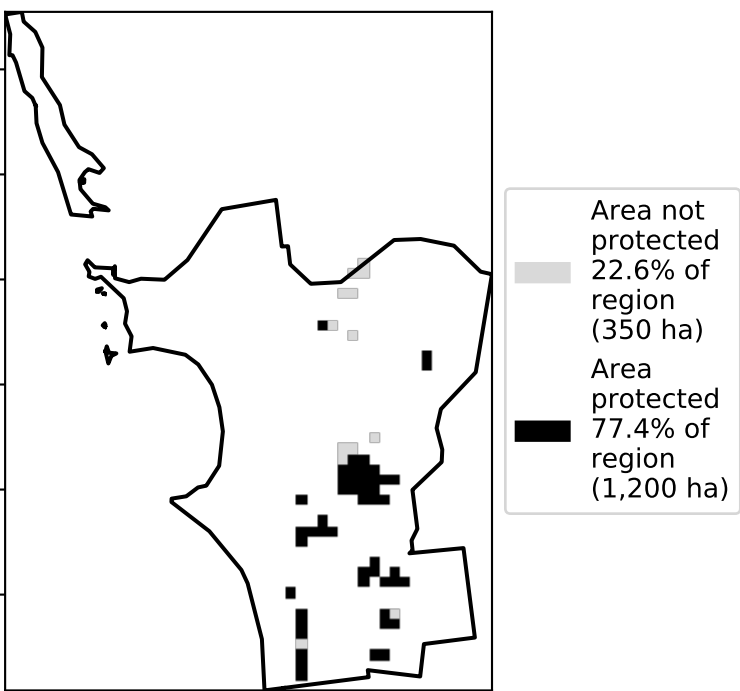 Area not
protected
22.6% of
region
(350 ha)
Area
protected
77.4% of
region
(1,200 ha)